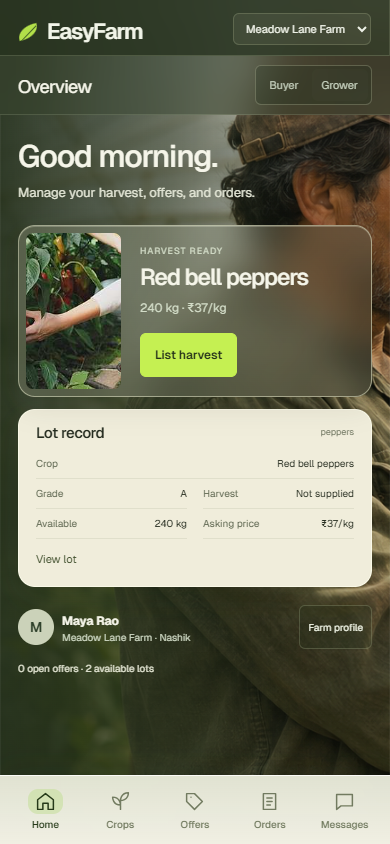 EasyFarm
Meadow Lane Farm
Overview
Buyer Grower
Good morning.
Manage your harvest, offers, and orders.
HARVEST READY
Red bell peppers
240 kg · ₹37/kg
List harvest
Lot record peppers
Crop Red bell peppers
Grade A Harvest Not supplied
Available 240 kg Asking price ₹37/kg
View lot
M
Maya Rao
Meadow Lane Farm · Nashik
Farm profile
0 open offers · 2 available lots
Home Crops Offers Orders Messages